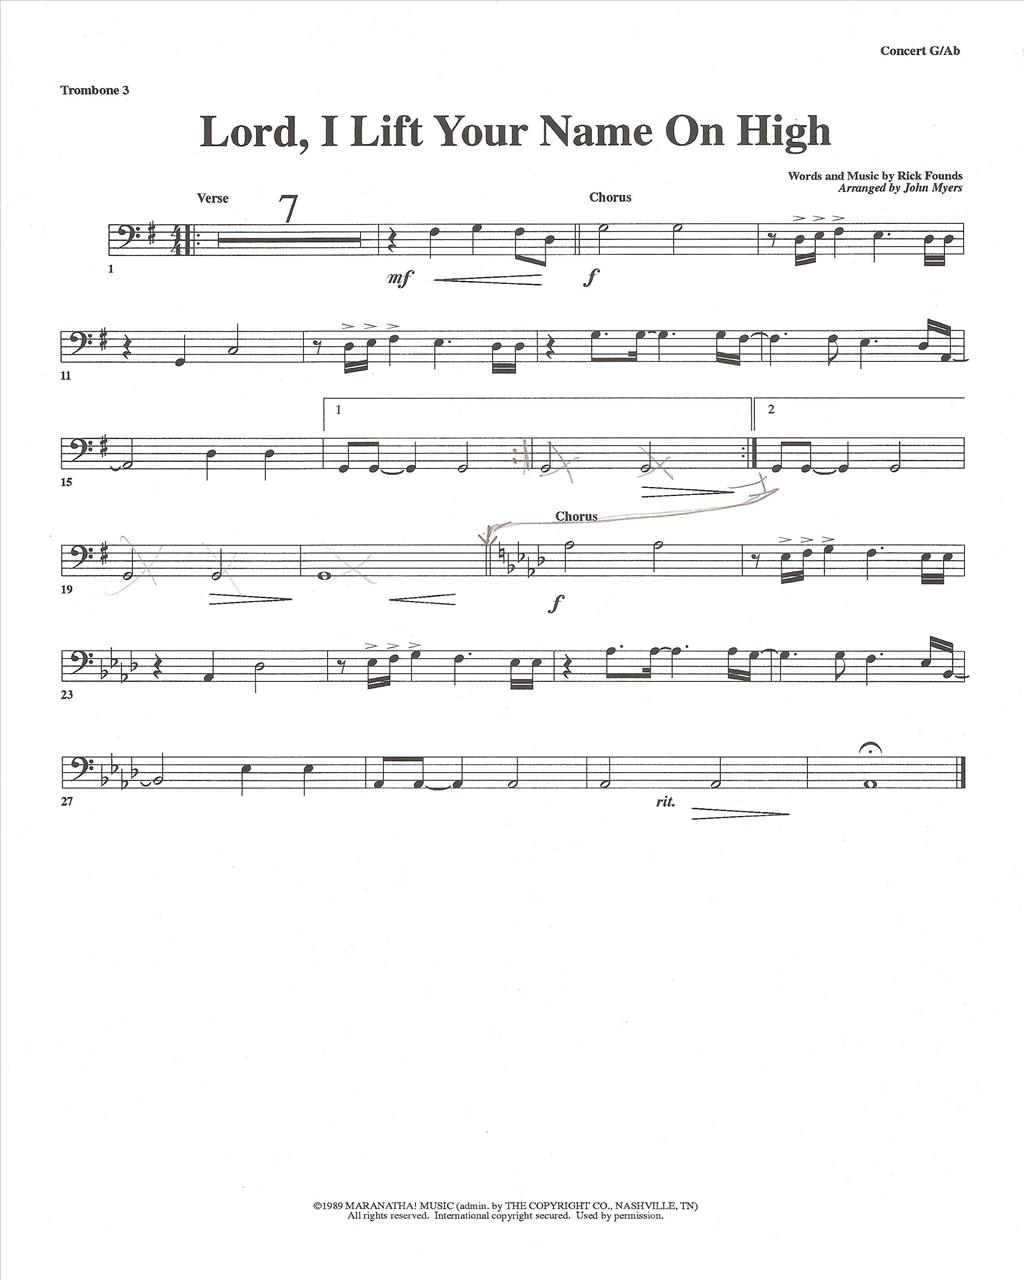 Concert G/Ab
Trombone 3
Lord, I Lift Your Name On High
Words and Music by Rick Founds
Arranged by John Myers
Verse 7 Chorus
1 mf f
11
1 2
15
Chorus
19 f
23
27 rit.
©1989 MARANATHA! MUSIC (admin. by THE COPYRIGHT CO., NASHVILLE, TN)
All rights reserved. International copyright secured. Used by permission.